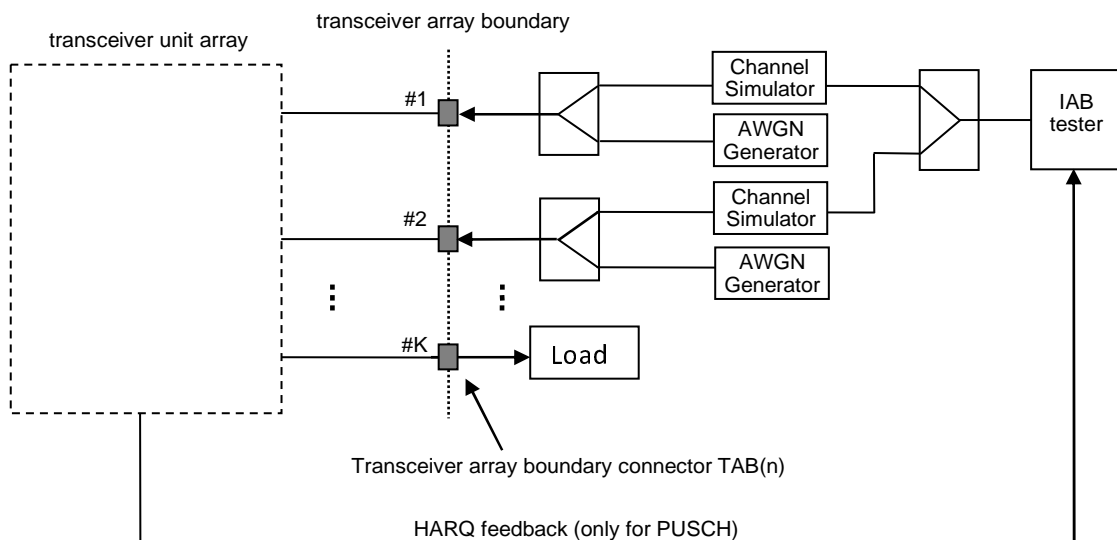 transceiver array boundary
transceiver unit array
#1
Channel
Simulator
AWGN
Generator
IAB
tester
#2
Channel
Simulator
AWGN
Generator
#K
Load
Transceiver array boundary connector TAB(n)
HARQ feedback (only for PUSCH)